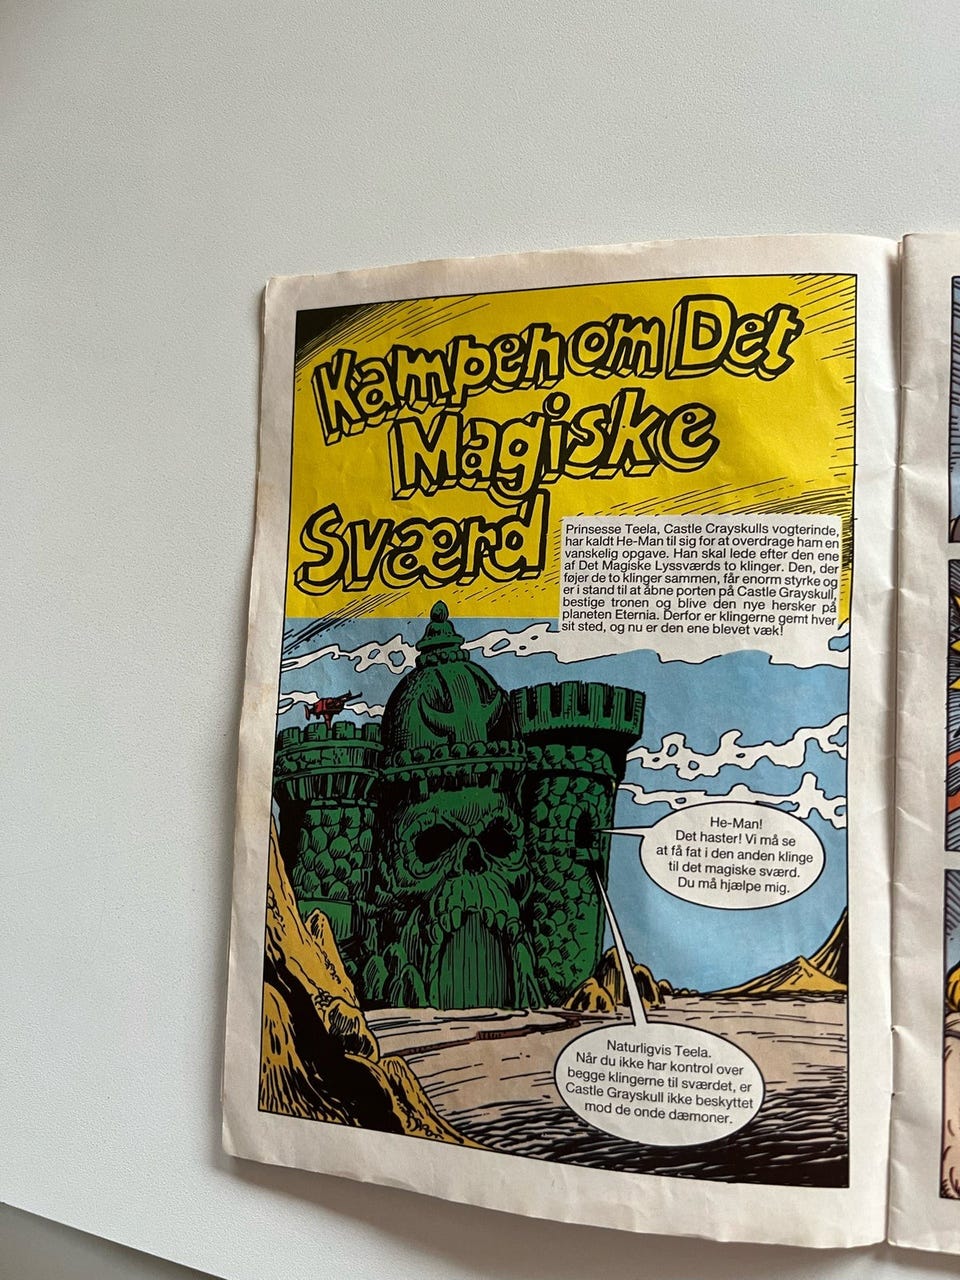 Kampen om Det
Magiske
Sværd
Prinsesse Teela, Castle Grayskulls vogterinde,
har kaldt He-Man til sig for at overdrage ham en
vanskelig opgave. Han skal lede efter den ene
af Det Magiske Lyssværds to klinger. Den, der
føjer de to klinger sammen, får enorm styrke og
er i stand til at åbne porten på Castle Grayskull,
bestige tronen og blive den nye hersker på
planeten Eternia. Derfor er klingerne gemt hver
sit sted, og nu er den ene blevet væk!
He-Man!
Det haster! Vi må se
at få fat i den anden klinge
til det magiske sværd.
Du må hjælpe mig.
Naturligvis Teela.
Når du ikke har kontrol over
begge klingerne til sværdet, er
Castle Grayskull ikke beskyttet
mod de onde dæmoner.